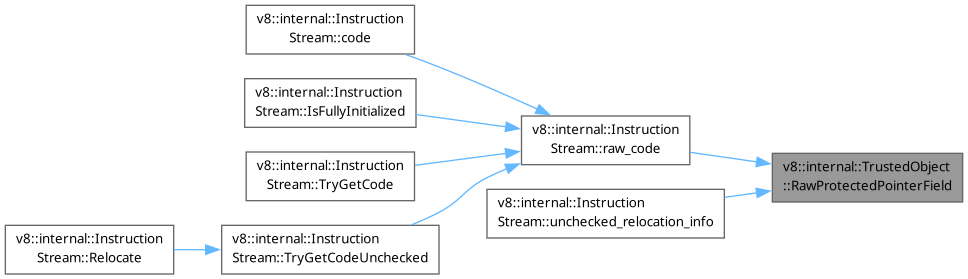 v8::internal::Instruction
Stream::code
v8::internal::Instruction
Stream::IsFullyInitialized
v8::internal::Instruction
Stream::raw_code
v8::internal::TrustedObject
::RawProtectedPointerField
v8::internal::Instruction
Stream::TryGetCode
v8::internal::Instruction
Stream::unchecked_relocation_info
v8::internal::Instruction
Stream::Relocate
v8::internal::Instruction
Stream::TryGetCodeUnchecked